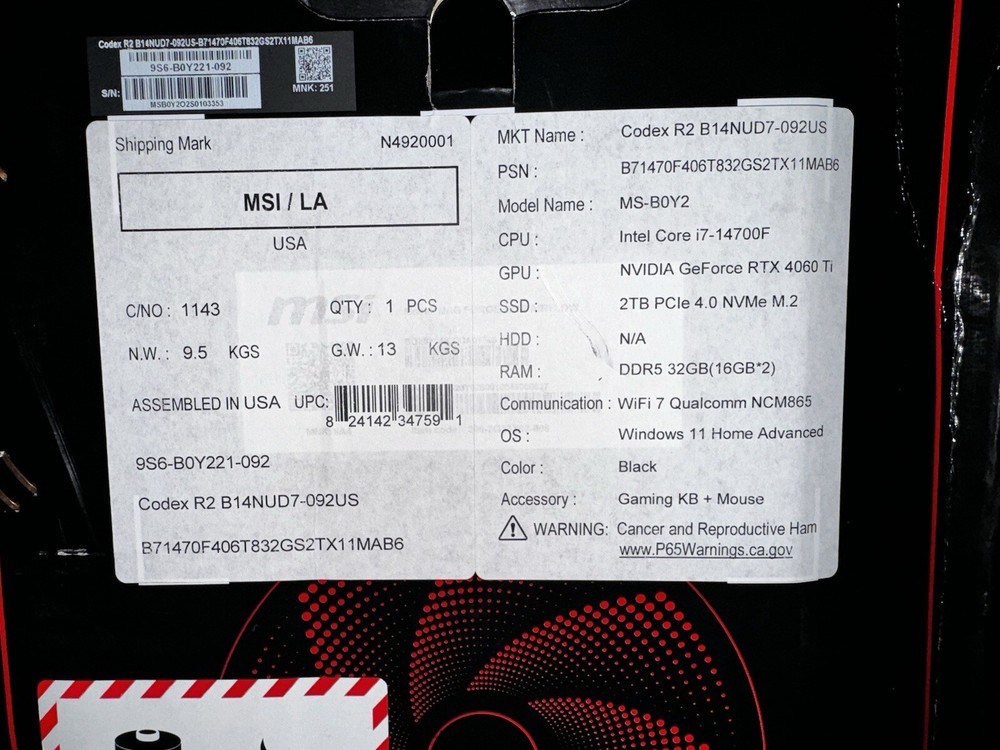 Codex R2 B14NUD7-092US-B71470F406T832GS2TX11MAB6
9S6-B0Y221-092
S/N:
MSB0Y2O2S0103353
MNK: 251
Shipping Mark N4920001
MSI / LA
USA
C/NO : 1143 Q'TY : 1 PCS
N.W. : 9.5 KGS G.W. : 13 KGS
ASSEMBLED IN USA UPC:
8 24142 34759 1
9S6-B0Y221-092
Codex R2 B14NUD7-092US
B71470F406T832GS2TX11MAB6
MKT Name : Codex R2 B14NUD7-092US
PSN : B71470F406T832GS2TX11MAB6
Model Name : MS-B0Y2
CPU : Intel Core i7-14700F
GPU : NVIDIA GeForce RTX 4060 Ti
SSD : 2TB PCIe 4.0 NVMe M.2
HDD : N/A
RAM : DDR5 32GB(16GB*2)
Communication : WiFi 7 Qualcomm NCM865
OS : Windows 11 Home Advanced
Color : Black
Accessory : Gaming KB + Mouse
WARNING: Cancer and Reproductive Ham
www.P65Warnings.ca.gov
msi